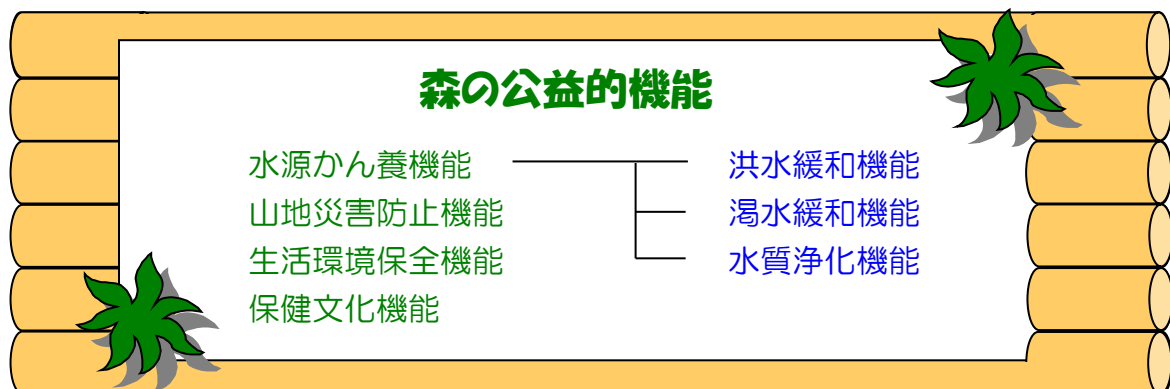 森の公益的機能
水源かん養機能 洪水緩和機能
山地災害防止機能 渇水緩和機能
生活環境保全機能 水質浄化機能
保健文化機能